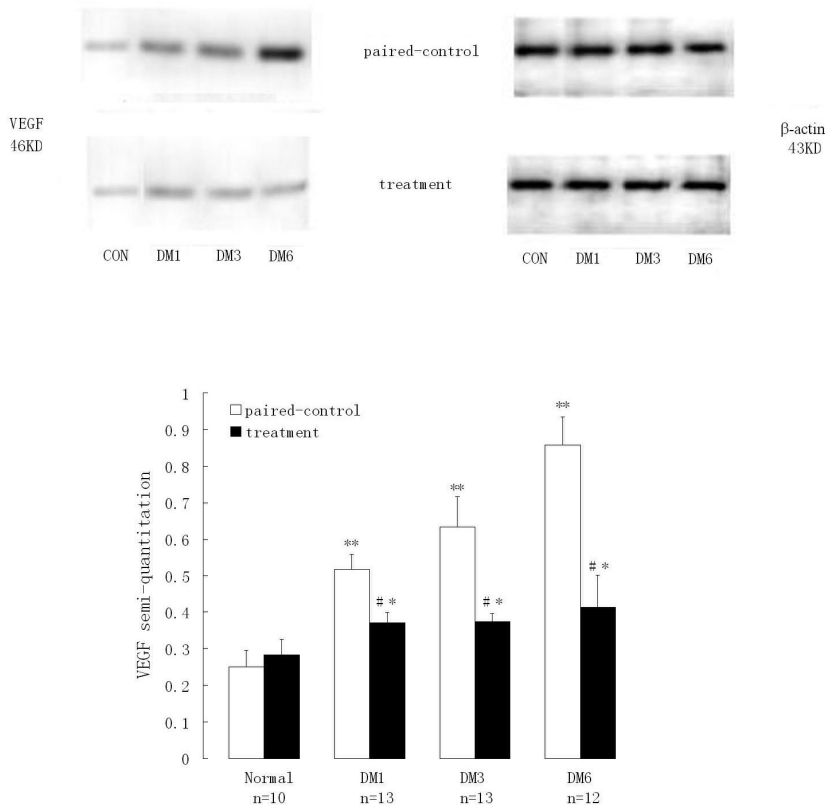 paired-control
VEGF
46KD
β-actin
43KD
treatment
CON DM1 DM3 DM6
CON DM1 DM3 DM6
VEGF semi-quantitation
1
0.9
0.8
0.7
0.6
0.5
0.4
0.3
0.2
0.1
0
paired-control
treatment
**
# *
**
# *
**
# *
Normal DM1 DM3 DM6
n=10 n=13 n=13 n=12